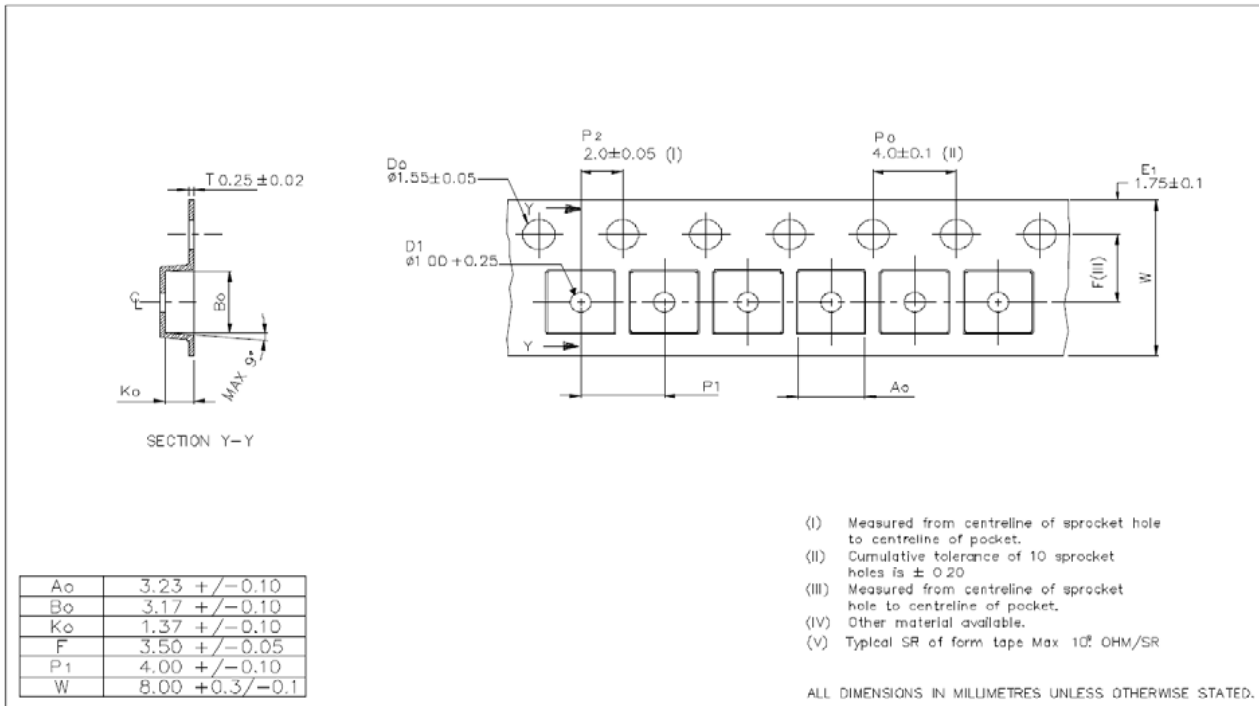 P2
2.0±0.05 (I)
Po
4.0±0.1 (II)
Do
ø1.55±0.05
E1
1.75±0.1
T 0.25±0.02
Y
D1
ø1.00 +0.25
F(III)
W
Bo
CL
Y
MAX 9°
Ko
P1
Ao
SECTION Y-Y
(I) Measured from centreline of sprocket hole
to centreline of pocket.
(II) Cumulative tolerance of 10 sprocket
holes is ± 0.20
(III) Measured from centreline of sprocket
hole to centreline of pocket.
(IV) Other material available.
(V) Typical SR of form tape Max OHM/SR
Ao 3.23 +/-0.10
Bo 3.17 +/-0.10
Ko 1.37 +/-0.10
F 3.50 +/-0.05
P1 4.00 +/-0.10
W 8.00 +0.3/-0.1
ALL DIMENSIONS IN MILLIMETRES UNLESS OTHERWISE STATED.